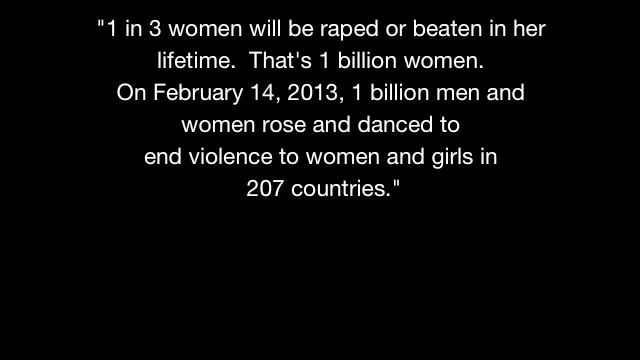 "1 in 3 women will be raped or beaten in her
lifetime.  That's 1 billion women.
On February 14, 2013, 1 billion men and
women rose and danced to
end violence to women and girls in
207 countries."